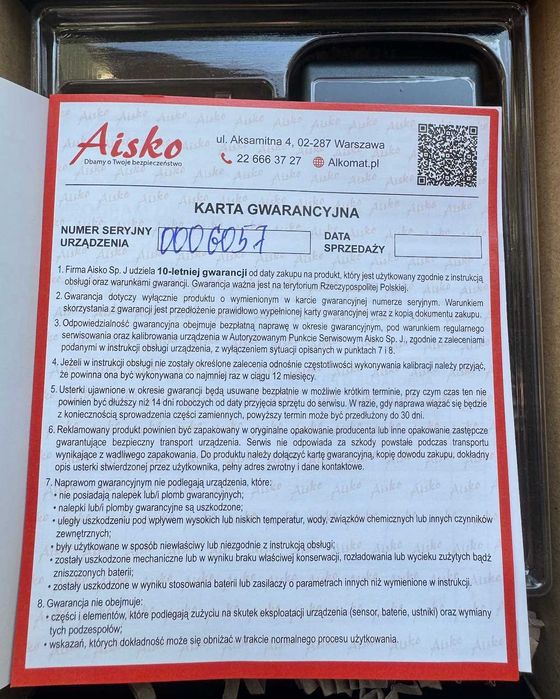 Aisko
Dbamy o Twoje bezpieczeństwo
ul. Aksamitna 4, 02-287 Warszawa
22 666 37 27 Alkomat.pl
KARTA GWARANCYJNA
NUMER SERYJNY
URZĄDZENIA
0006057
DATA
SPRZEDAŻY
1. Firma Aisko Sp. J udziela 10-letniej gwarancji od daty zakupu na produkt, który jest użytkowany zgodnie z instrukcją
obsługi oraz warunkami gwarancji. Gwarancja ważna jest na terytorium Rzeczypospolitej Polskiej.
2. Gwarancja dotyczy wyłącznie produktu o wymienionym w karcie gwarancyjnej numerze seryjnym. Warunkiem
skorzystania z gwarancji jest przedłożenie prawidłowo wypełnionej karty gwarancyjnej wraz z kopią dokumentu zakupu.
3. Odpowiedzialność gwarancyjna obejmuje bezpłatną naprawę w okresie gwarancyjnym, pod warunkiem regularnego
serwisowania oraz kalibrowania urządzenia w Autoryzowanym Punkcie Serwisowym Aisko Sp. J., zgodnie z zaleceniami
podanymi w instrukcji obsługi urządzenia, z wyłączeniem sytuacji opisanych w punktach 7 i 8.
4. Jeżeli w instrukcji obsługi nie zostały określone zalecenia odnośnie częstotliwości wykonywania kalibracji należy przyjąć,
że powinna ona być wykonywana co najmniej raz w ciągu 12 miesięcy.
5. Usterki ujawnione w okresie gwarancji będą usuwane bezpłatnie w możliwie krótkim terminie, przy czym czas ten nie
powinien być dłuższy niż 14 dni roboczych od daty przyjęcia sprzętu do serwisu. W razie, gdy naprawa wiązać się będzie
z koniecznością sprowadzenia części zamiennych, powyższy termin może być przedłużony do 30 dni.
6. Reklamowany produkt powinien być zapakowany w oryginalne opakowanie producenta lub inne opakowanie zastępcze
gwarantujące bezpieczny transport urządzenia. Serwis nie odpowiada za szkody powstałe podczas transportu
wynikające z wadliwego zapakowania. Do produktu należy dołączyć kartę gwarancyjną, kopię dowodu zakupu, dokładny
opis usterki stwierdzonej przez użytkownika, pełny adres zwrotny i dane kontaktowe.
7. Naprawom gwarancyjnym nie podlegają urządzenia, które:
• nie posiadają nalepek lub/i plomb gwarancyjnych;
• nalepki lub/i plomby gwarancyjne są uszkodzone;
• uległy uszkodzeniu pod wpływem wysokich lub niskich temperatur, wody, związków chemicznych lub innych czynników
zewnętrznych;
• były użytkowane w sposób niewłaściwy lub niezgodnie z instrukcją obsługi;
• zostały uszkodzone mechaniczne lub w wyniku braku właściwej konserwacji, rozładowania lub wycieku zużytych bądź
zniszczonych baterii;
• zostały uszkodzone w wyniku stosowania baterii lub zasilaczy o parametrach innych niż wymienione w instrukcji.
8. Gwarancja nie obejmuje:
• części i elementów, które podlegają zużyciu na skutek eksploatacji urządzenia (sensor, baterie, ustniki) oraz wymiany
tych podzespołów;
• wskazań, których dokładność może się obniżać w trakcie normalnego procesu użytkowania.